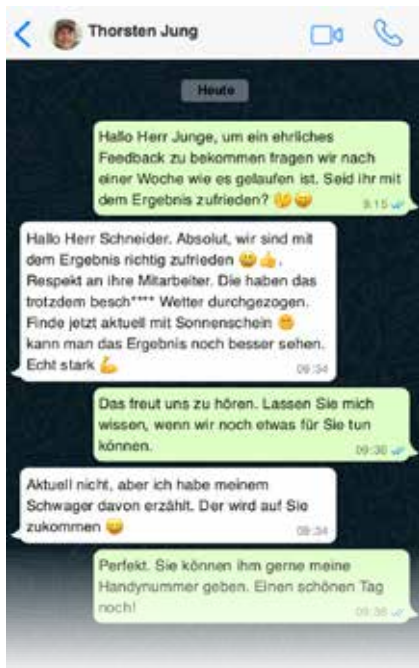 Thorsten Jung
Heute
Hallo Herr Junge, um ein ehrliches
Feedback zu bekommen fragen wir nach
einer Woche wie es gelaufen ist. Seid ihr mit
dem Ergebnis zufrieden? 🤔😀
9:15
Hallo Herr Schneider. Absolut, wir sind mit
dem Ergebnis richtig zufrieden 😀👍.
Respekt an ihre Mitarbeiter. Die haben das
trotzdem besch**** Wetter durchgezogen.
Finde jetzt aktuell mit Sonnenschein 🌞
kann man das Ergebnis noch besser sehen.
Echt stark 💪
09:34
Das freut uns zu hören. Lassen Sie mich
wissen, wenn wir noch etwas für Sie tun
können.
09:36
Aktuell nicht, aber ich habe meinem
Schwager davon erzählt. Der wird auf Sie
zukommen 😀
09:34
Perfekt. Sie können ihm gerne meine
Handynummer geben. Einen schönen Tag
noch!
09:36